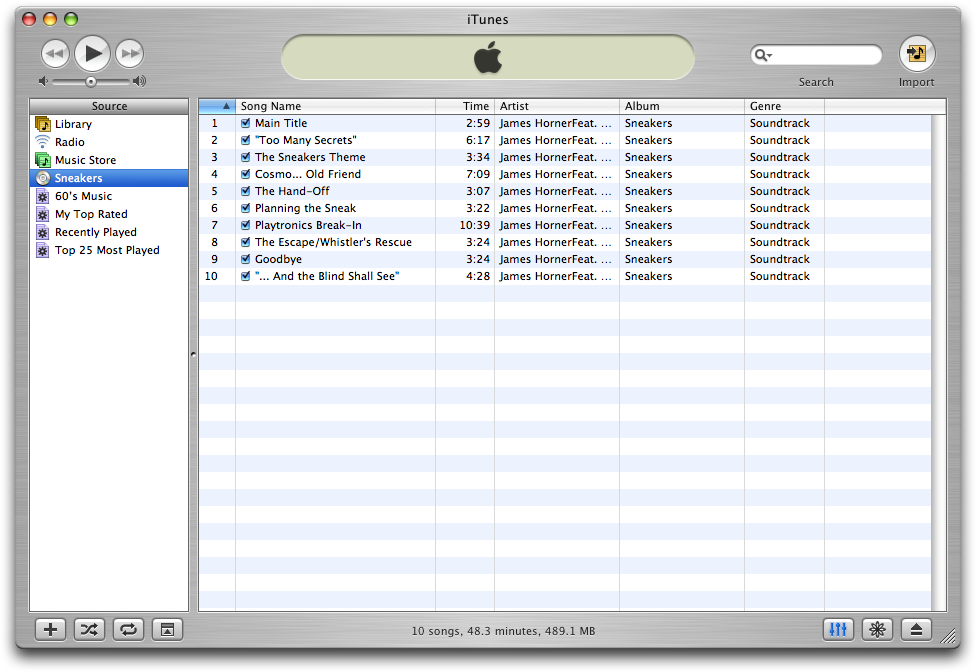 iTunes
Search
Import
Source
Library
Radio
Music Store
Sneakers
60's Music
My Top Rated
Recently Played
Top 25 Most Played
Song Name Time Artist Album Genre
1 Main Title 2:59 James HornerFeat. ... Sneakers Soundtrack
2 "Too Many Secrets" 6:17 James HornerFeat. ... Sneakers Soundtrack
3 The Sneakers Theme 3:34 James HornerFeat. ... Sneakers Soundtrack
4 Cosmo... Old Friend 7:09 James HornerFeat. ... Sneakers Soundtrack
5 The Hand-Off 3:07 James HornerFeat. ... Sneakers Soundtrack
6 Planning the Sneak 3:22 James HornerFeat. ... Sneakers Soundtrack
7 Playtronics Break-In 10:39 James HornerFeat. ... Sneakers Soundtrack
8 The Escape/Whistler's Rescue 3:24 James HornerFeat. ... Sneakers Soundtrack
9 Goodbye 3:24 James HornerFeat. ... Sneakers Soundtrack
10 "... And the Blind Shall See" 4:28 James HornerFeat. ... Sneakers Soundtrack
10 songs, 48.3 minutes, 489.1 MB